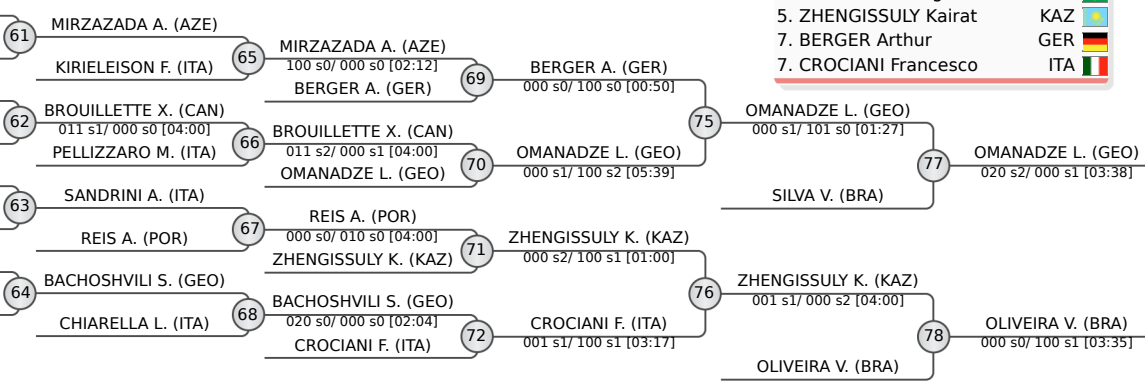 5. ZHENGISSULY Kairat KAZ
7. BERGER Arthur GER
7. CROCIANI Francesco ITA
61
MIRZAZADA A. (AZE)
KIRIELEISON F. (ITA)
65
MIRZAZADA A. (AZE)
100 s0/ 000 s0 [02:12]
BERGER A. (GER)
69
BERGER A. (GER)
000 s0/ 100 s0 [00:50]
62
BROUILLETTE X. (CAN)
011 s1/ 000 s0 [04:00]
PELLIZZARO M. (ITA)
66
BROUILLETTE X. (CAN)
011 s2/ 000 s1 [04:00]
OMANADZE L. (GEO)
70
OMANADZE L. (GEO)
000 s1/ 100 s2 [05:39]
75
OMANADZE L. (GEO)
000 s1/ 101 s0 [01:27]
SILVA V. (BRA)
77
OMANADZE L. (GEO)
020 s2/ 000 s1 [03:38]
63
SANDRINI A. (ITA)
REIS A. (POR)
67
REIS A. (POR)
000 s0/ 010 s0 [04:00]
ZHENGISSULY K. (KAZ)
71
ZHENGISSULY K. (KAZ)
000 s2/ 100 s1 [01:00]
64
BACHOSHVILI S. (GEO)
CHIARELLA L. (ITA)
68
BACHOSHVILI S. (GEO)
020 s0/ 000 s0 [02:04]
CROCIANI F. (ITA)
72
CROCIANI F. (ITA)
001 s1/ 100 s1 [03:17]
76
ZHENGISSULY K. (KAZ)
001 s1/ 000 s2 [04:00]
OLIVEIRA V. (BRA)
78
OLIVEIRA V. (BRA)
000 s0/ 100 s1 [03:35]